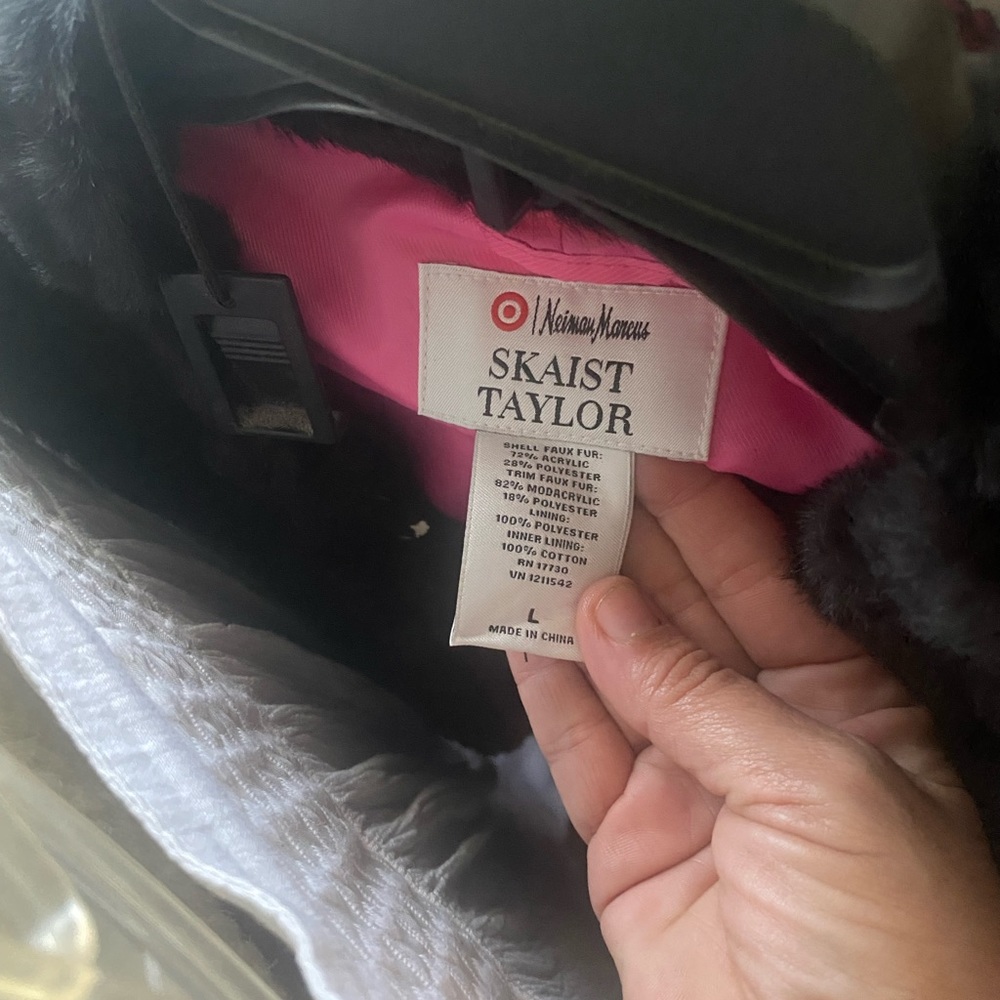 | Neiman Marcus
SKAIST
TAYLOR
SHELL FAUX FUR:
72% ACRYLIC
28% POLYESTER
TRIM FAUX FUR:
82% MODACRYLIC
18% POLYESTER
LINING:
100% POLYESTER
INNER LINING:
100% COTTON
RN 17730
VN 1211542
L
MADE IN CHINA